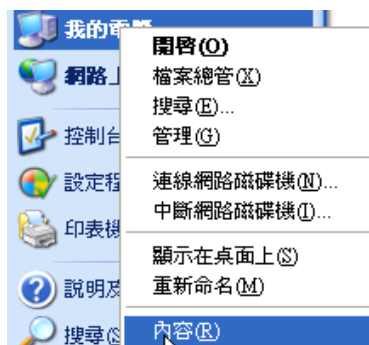 我的電
開啓(O)
網路上
檔案總管(X)
搜尋(E)...
控制台
管理(G)
設定程
連線網路磁碟機(N)...
中斷網路磁碟機(I)...
印表機
顯示在桌面上(S)
說明及
重新命名(M)
搜尋(S
內容(R)